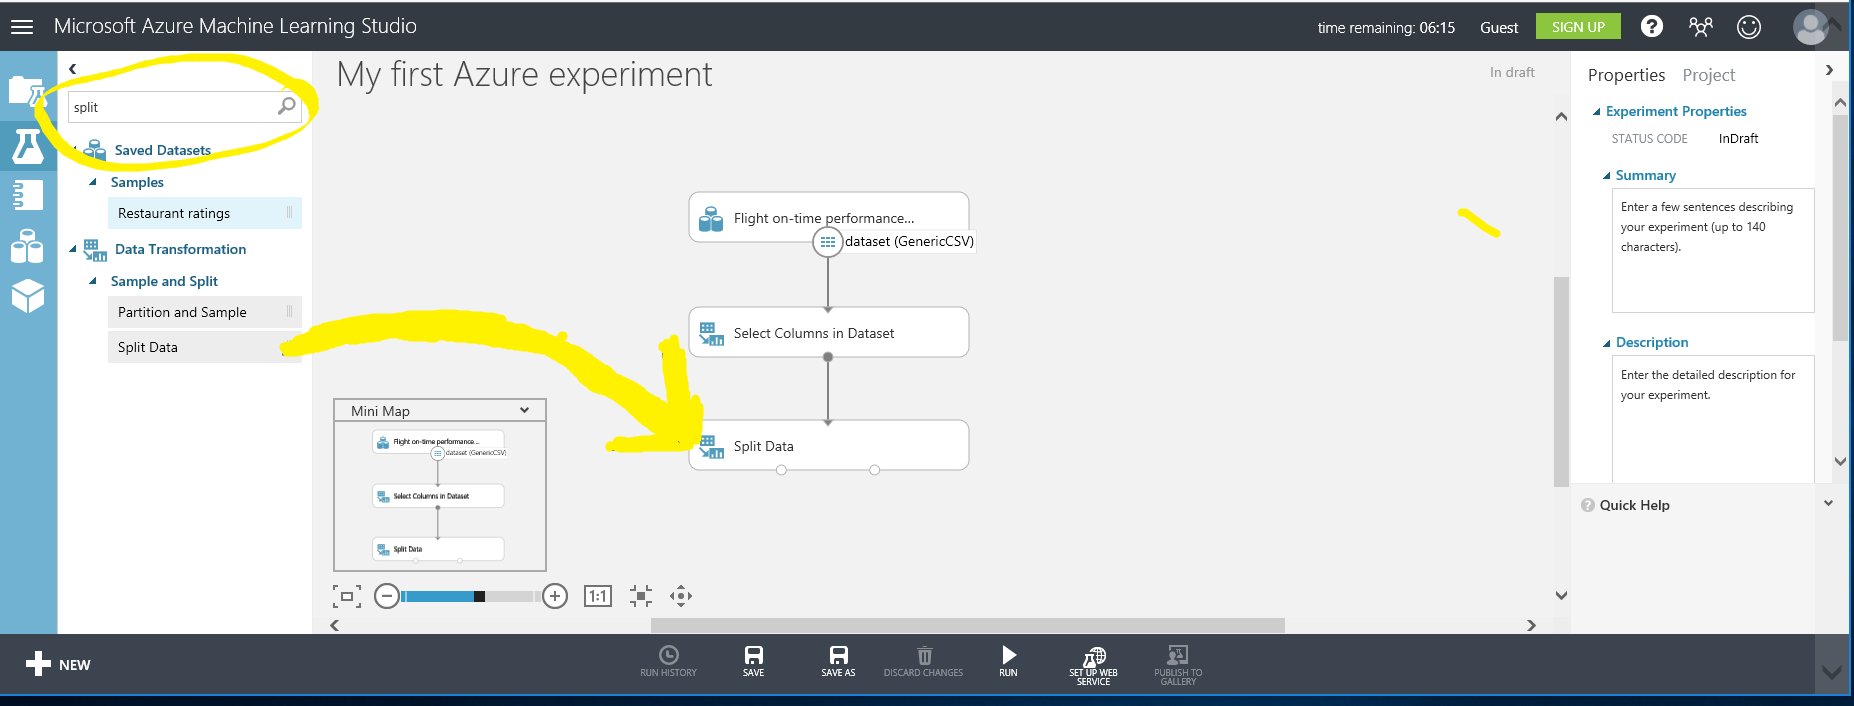 Microsoft Azure Machine Learning Studio
time remaining: 06:15
Guest
SIGN UP
?
split
Saved Datasets
Samples
Restaurant ratings
Data Transformation
Sample and Split
Partition and Sample
Split Data
My first Azure experiment
In draft
Flight on-time performance...
dataset (GenericCSV)
Select Columns in Dataset
Split Data
Mini Map
Flight on-time performance...
dataset (GenericCSV)
Select Columns in Dataset
Split Data
1:1
Properties
Project
Experiment Properties
STATUS CODE InDraft
Summary
Enter a few sentences describing
your experiment (up to 140
characters).
Description
Enter the detailed description for
your experiment.
? Quick Help
NEW
RUN HISTORY
SAVE
SAVE AS
DISCARD CHANGES
RUN
SET UP WEB
SERVICE
PUBLISH TO
GALLERY